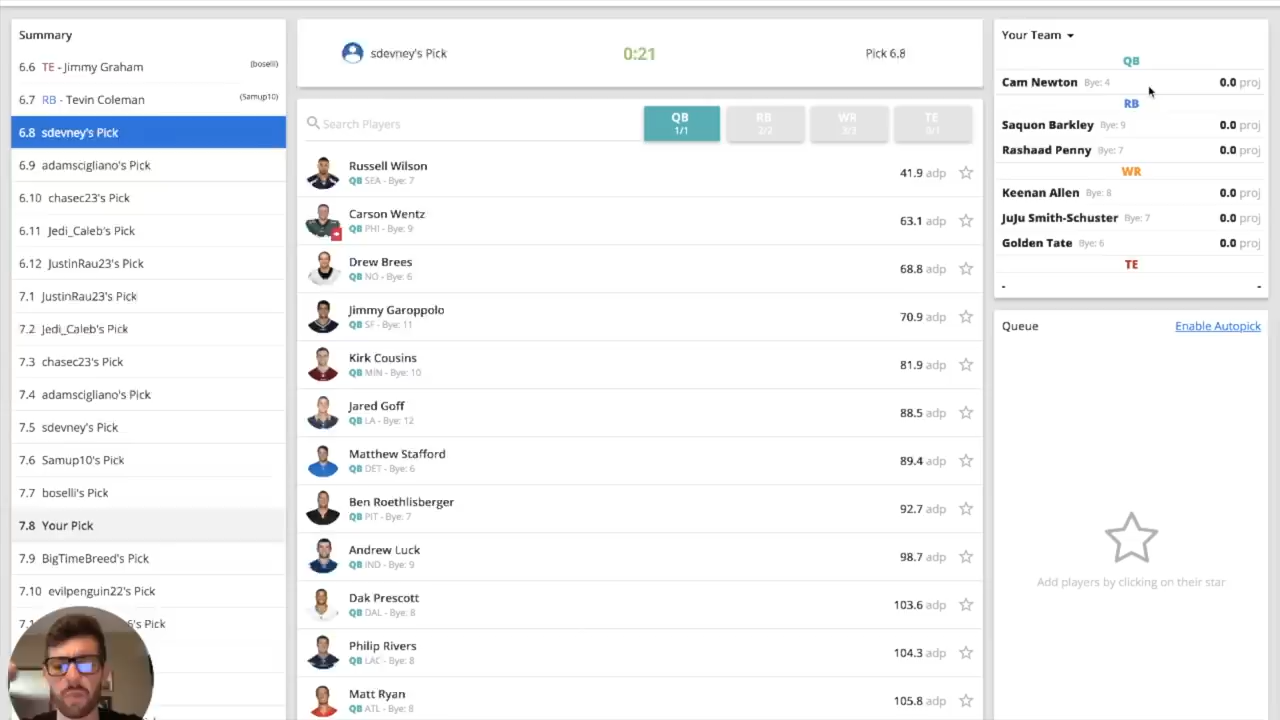 Summary
6.6 TE - Jimmy Graham (boselli)
6.7 RB - Tevin Coleman (Samup10)
6.8 sdevney's Pick
6.9 adamscigliano's Pick
6.10 chasec23's Pick
6.11 Jedi_Caleb's Pick
6.12 JustinRau23's Pick
7.1 JustinRau23's Pick
7.2 Jedi_Caleb's Pick
7.3 chasec23's Pick
7.4 adamscigliano's Pick
7.5 sdevney's Pick
7.6 Samup10's Pick
7.7 boselli's Pick
7.8 Your Pick
7.9 BigTimeBreed's Pick
7.10 evilpenguin22's Pick
6's Pick
sdevney's Pick 0:21 Pick 6.8
Search Players
QB 1/1
RB 2/2
WR 3/3
TE 0/1
Russell Wilson
QB SEA - Bye: 7
41.9 adp
Carson Wentz
QB PHI - Bye: 9
63.1 adp
Drew Brees
QB NO - Bye: 6
68.8 adp
Jimmy Garoppolo
QB SF - Bye: 11
70.9 adp
Kirk Cousins
QB MIN - Bye: 10
81.9 adp
Jared Goff
QB LA - Bye: 12
88.5 adp
Matthew Stafford
QB DET - Bye: 6
89.4 adp
Ben Roethlisberger
QB PIT - Bye: 7
92.7 adp
Andrew Luck
QB IND - Bye: 9
98.7 adp
Dak Prescott
QB DAL - Bye: 8
103.6 adp
Philip Rivers
QB LAC - Bye: 8
104.3 adp
Matt Ryan
QB ATL - Bye: 8
105.8 adp
Your Team
QB
Cam Newton Bye: 4 0.0 proj
RB
Saquon Barkley Bye: 9 0.0 proj
Rashaad Penny Bye: 7 0.0 proj
WR
Keenan Allen Bye: 8 0.0 proj
JuJu Smith-Schuster Bye: 7 0.0 proj
Golden Tate Bye: 6 0.0 proj
TE
- -
Queue Enable Autopick
Add players by clicking on their star